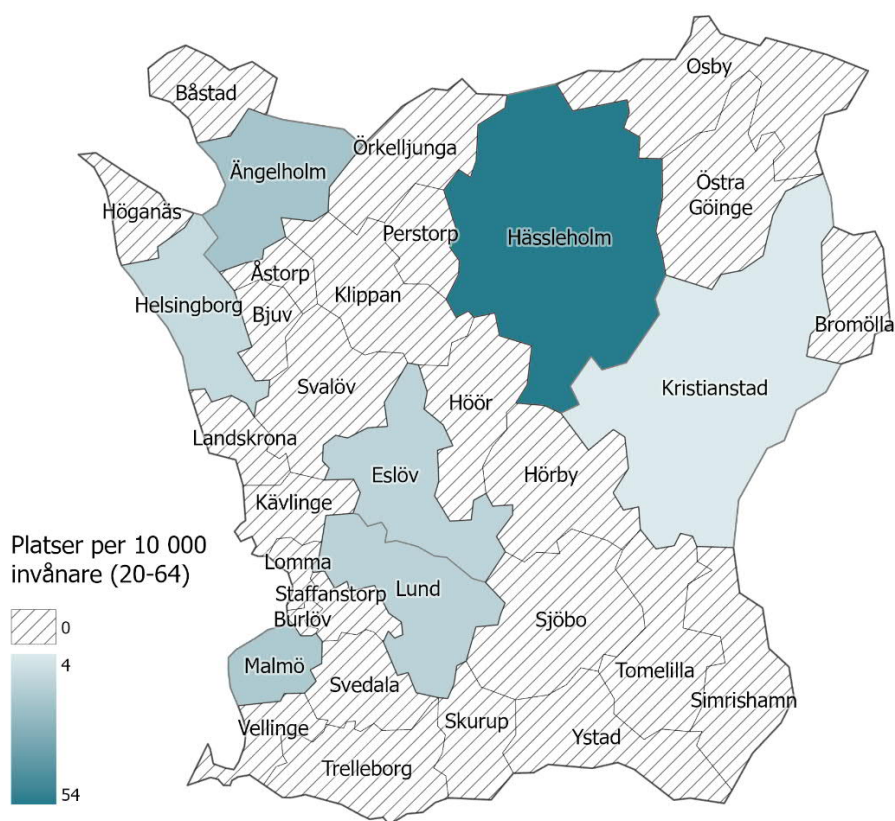 Båstad
Osby
Örkelljunga
Ängelholm
Östra
Göinge
Höganäs
Perstorp
Hässleholm
Åstorp
Klippan
Helsingborg
Bjuv
Bromölla
Svalöv
Höör
Kristianstad
Landskrona
Eslöv
Hörby
Kävlinge
Platser per 10 000
invånare (20-64)
Lomma
Staffanstorp
Lund
Burlöv
Sjöbo
0
4
Malmö
Tomelilla
Svedala
Simrishamn
Vellinge
Skurup
Ystad
Trelleborg
54